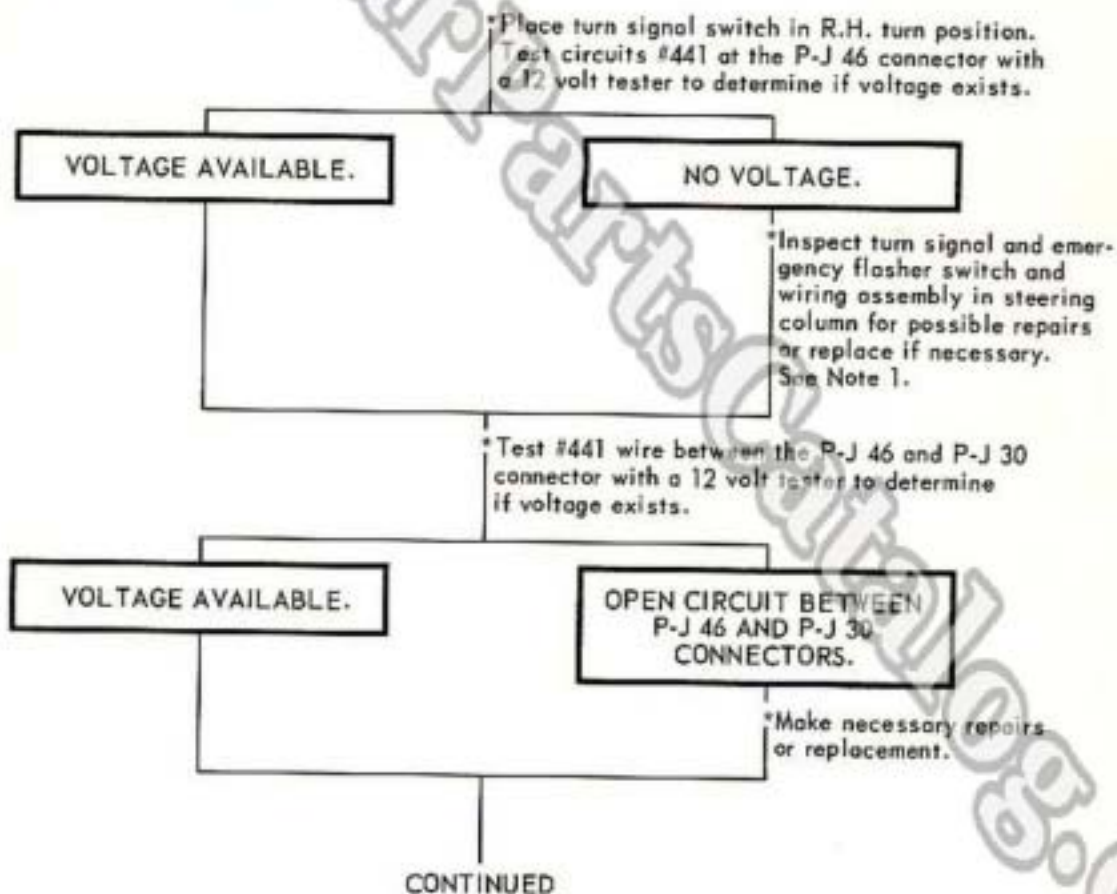 *Place turn signal switch in R.H. turn position.
Test circuits #441 at the P-J 46 connector with
a 12 volt tester to determine if voltage exists.
VOLTAGE AVAILABLE.
NO VOLTAGE.
*Inspect turn signal and emer-
gency flasher switch and
wiring assembly in steering
column for possible repairs
or replace if necessary.
See Note 1.
*Test #441 wire between the P-J 46 and P-J 30
connector with a 12 volt tester to determine
if voltage exists.
VOLTAGE AVAILABLE.
OPEN CIRCUIT BETWEEN
P-J 46 AND P-J 30
CONNECTORS.
*Make necessary repairs
or replacement.
CONTINUED
PartsCatalog.